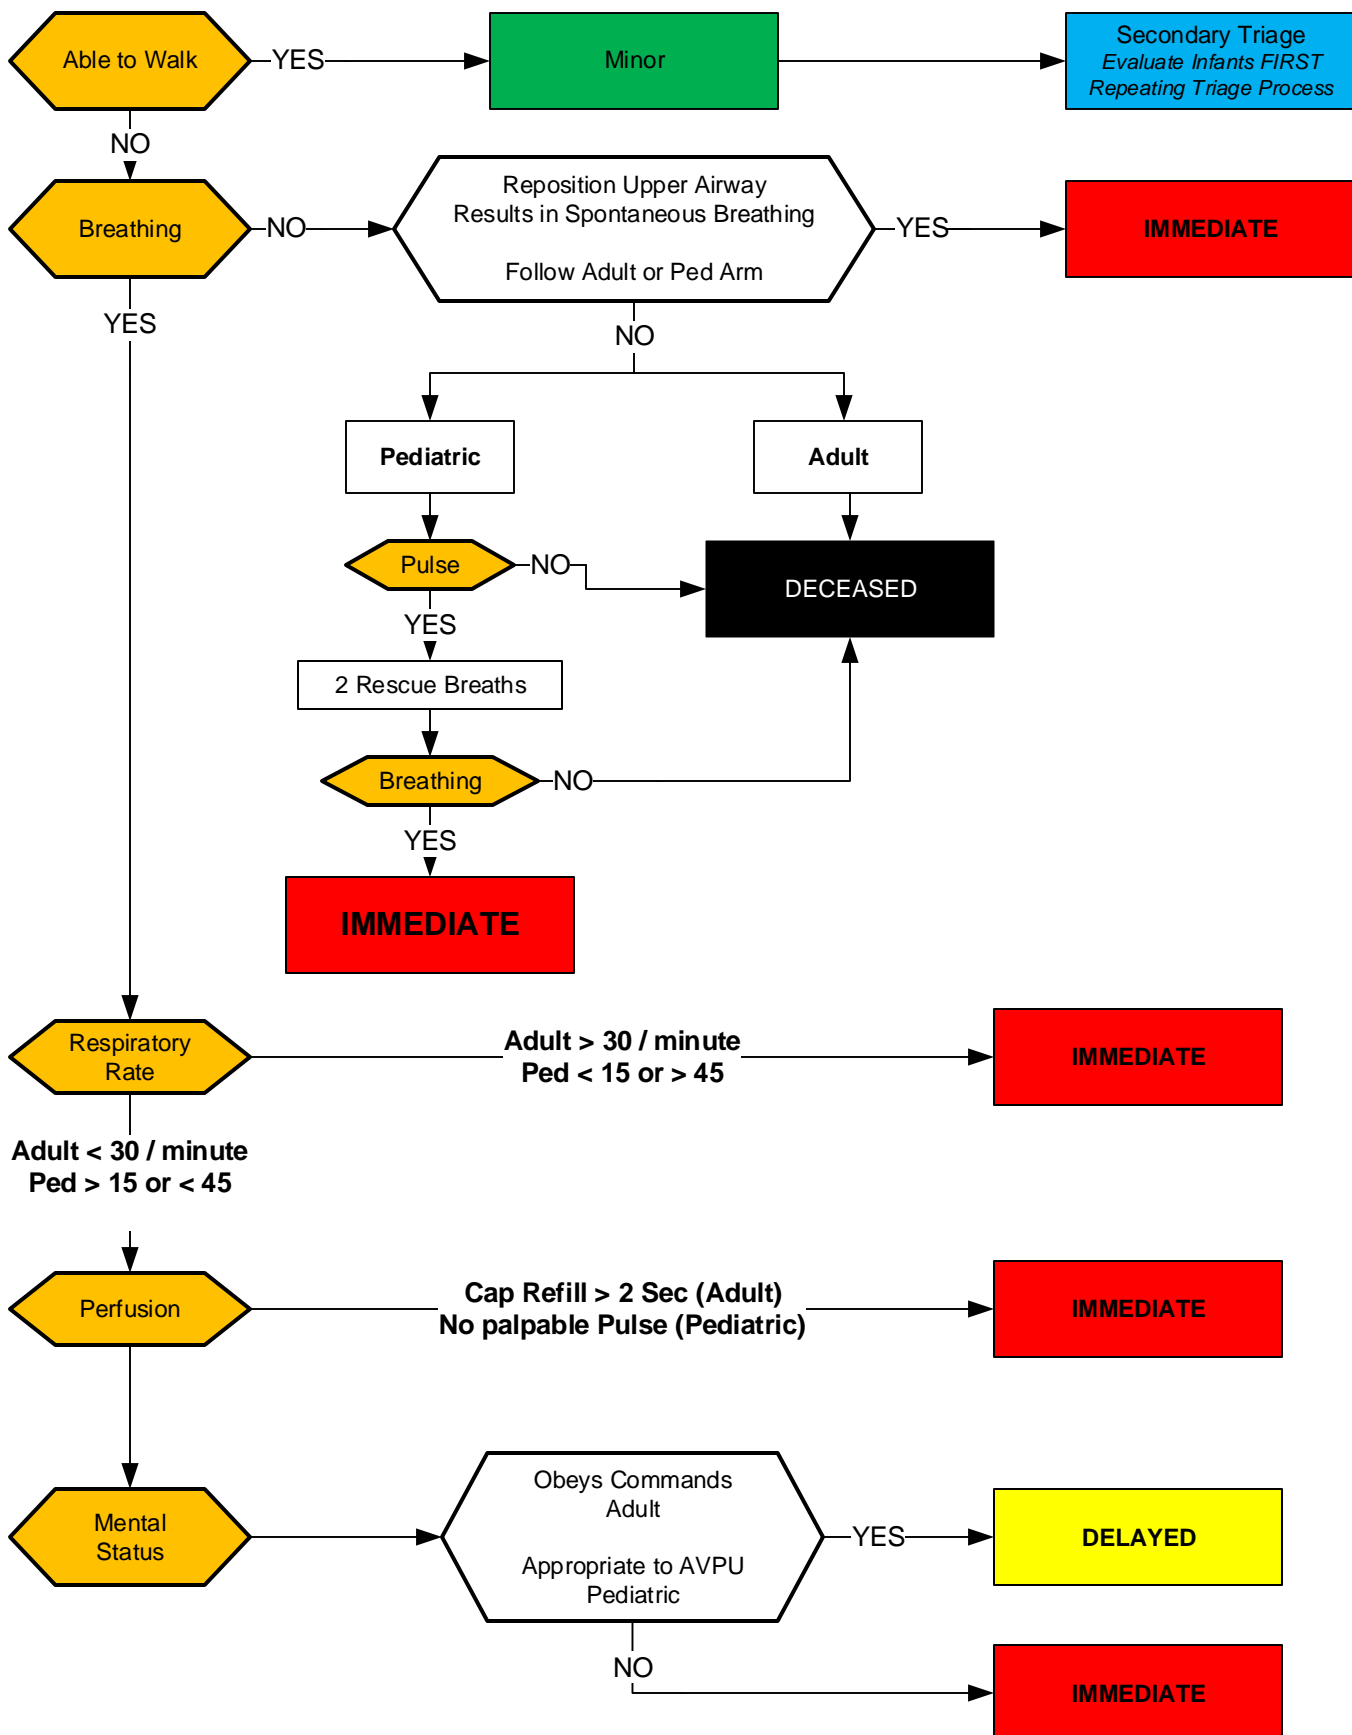 Able to Walk
YES
Minor
Secondary Triage
Evaluate Infants FIRST
Repeating Triage Process
NO
Breathing
NO
Reposition Upper Airway
Results in Spontaneous Breathing
Follow Adult or Ped Arm
YES
IMMEDIATE
YES
NO
Pediatric
Adult
Pulse
NO
DECEASED
YES
2 Rescue Breaths
Breathing
NO
YES
IMMEDIATE
Respiratory
Rate
Adult > 30 / minute
Ped < 15 or > 45
IMMEDIATE
Adult < 30 / minute
Ped > 15 or < 45
Perfusion
Cap Refill > 2 Sec (Adult)
No palpable Pulse (Pediatric)
IMMEDIATE
Mental
Status
Obeys Commands
Adult
Appropriate to AVPU
Pediatric
YES
DELAYED
NO
IMMEDIATE